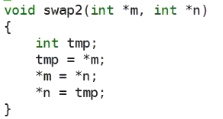 void swap2(int *m, int *n)
{
    int tmp;
    tmp = *m;
    *m = *n;
    *n = tmp;
}